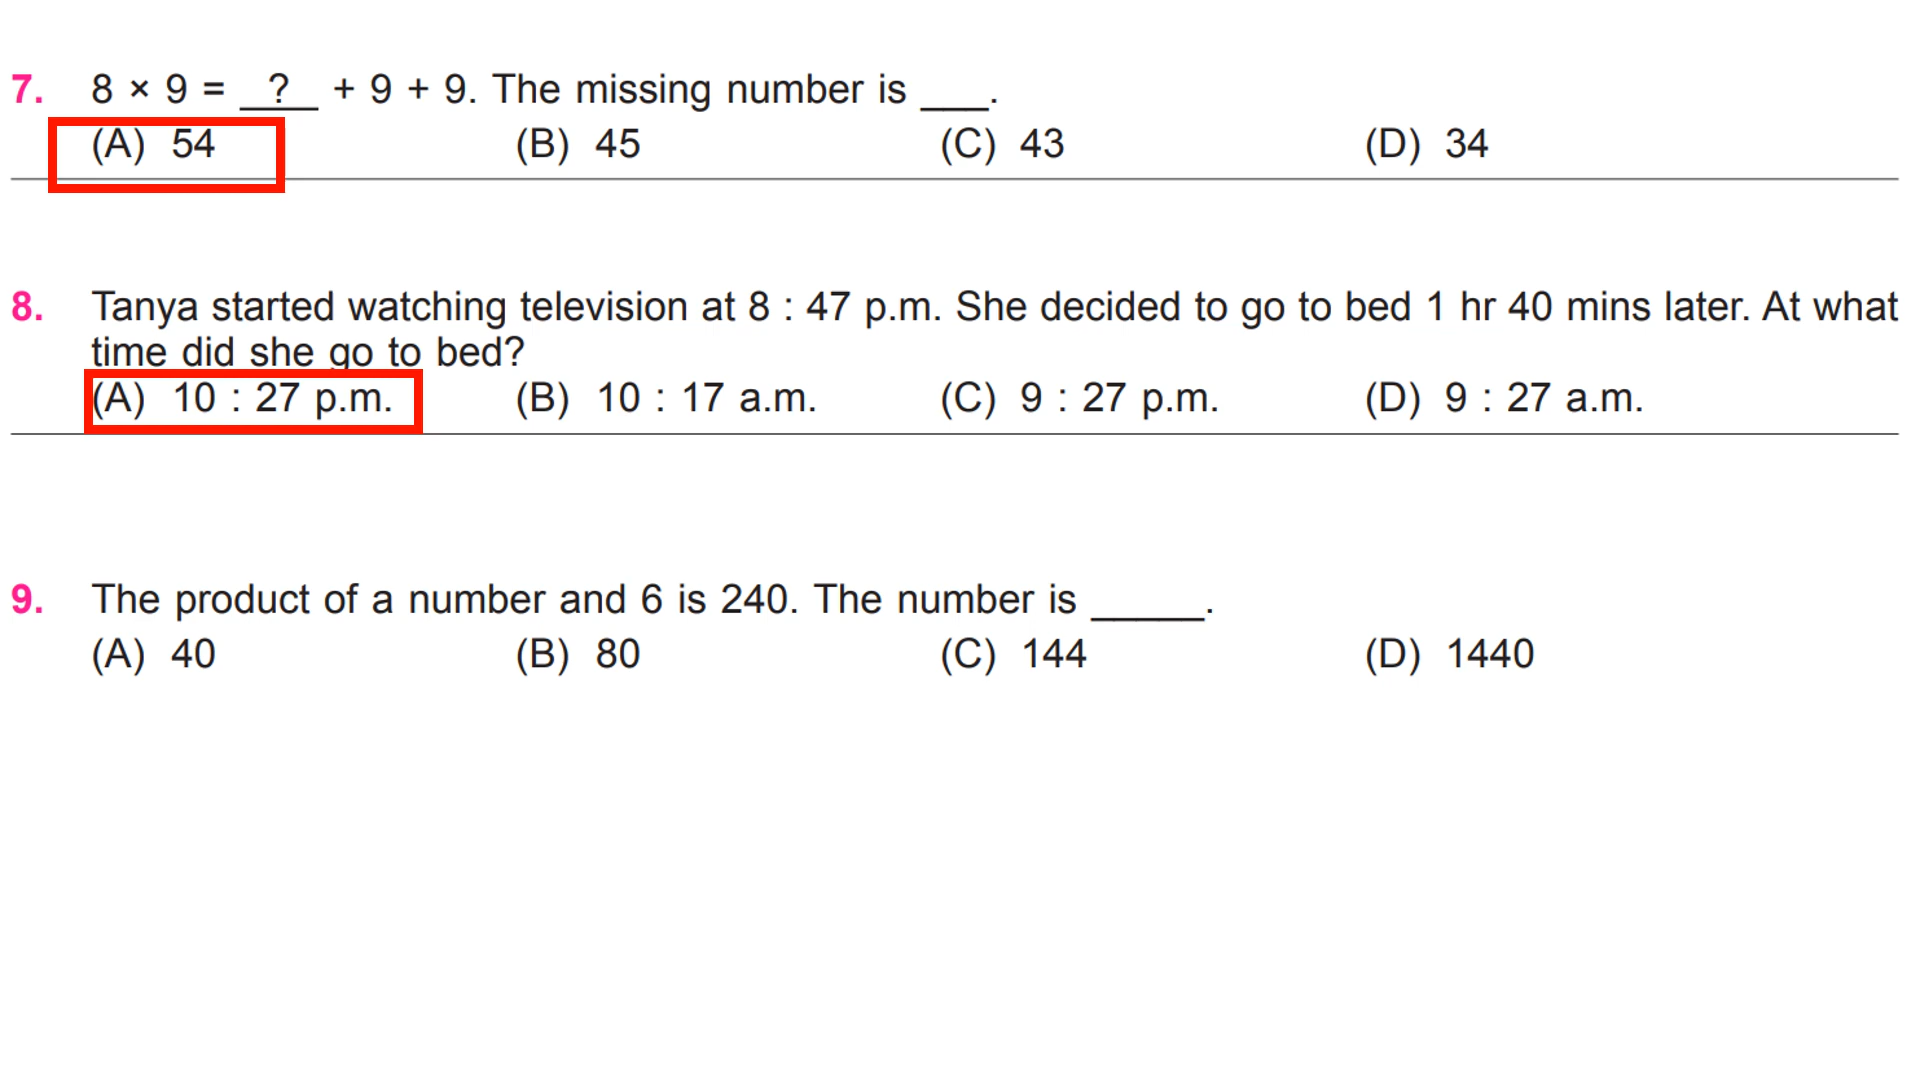 7. 8 × 9 = __?__ + 9 + 9. The missing number is ___.
(A) 54 (B) 45 (C) 43 (D) 34
8. Tanya started watching television at 8 : 47 p.m. She decided to go to bed 1 hr 40 mins later. At what
time did she go to bed?
(A) 10 : 27 p.m. (B) 10 : 17 a.m. (C) 9 : 27 p.m. (D) 9 : 27 a.m.
9. The product of a number and 6 is 240. The number is _____.
(A) 40 (B) 80 (C) 144 (D) 1440